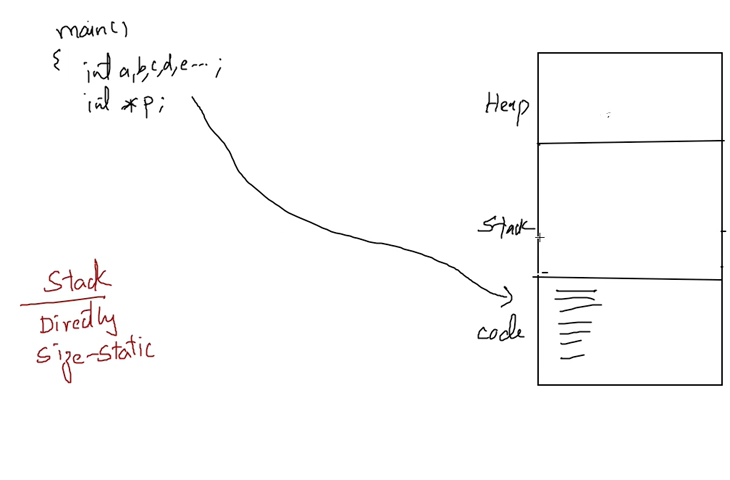 main()
{ int a,b,c,d,e---;
int *p;
Heap
Stack
code
Stack
Directly
Size-Static